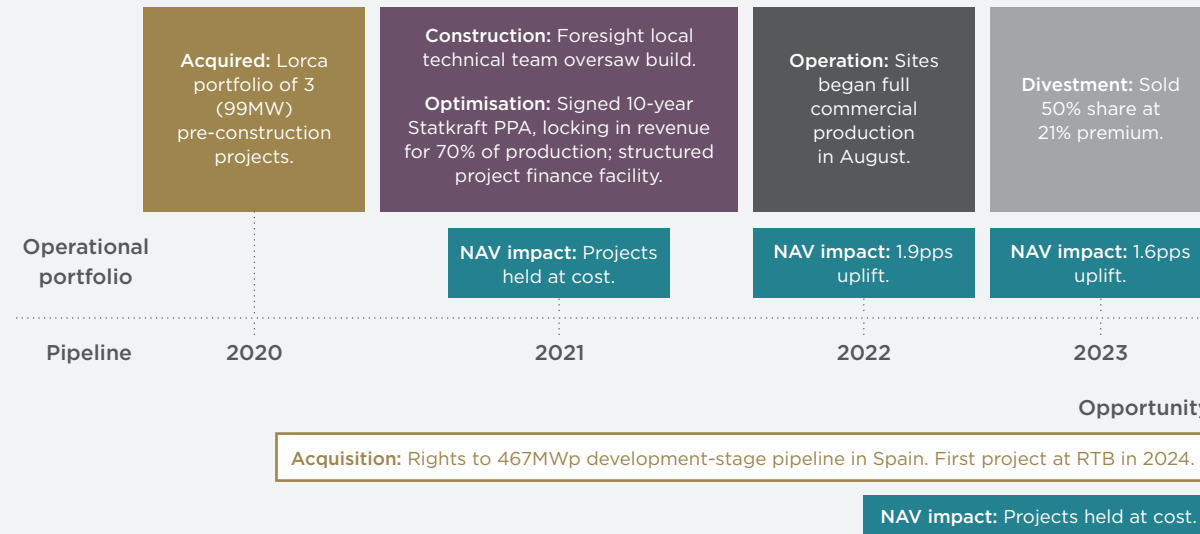 Acquired: Lorca
portfolio of 3
(99MW)
pre-construction
projects.
Construction: Foresight local
technical team oversaw build.
Optimisation: Signed 10-year
Statkraft PPA, locking in revenue
for 70% of production; structured
project finance facility.
Operation: Sites
began full
commercial
production
in August.
Divestment: Sold
50% share at
21% premium.
Operational
portfolio
NAV impact: Projects
held at cost.
NAV impact: 1.9pps
uplift.
NAV impact: 1.6pps
uplift.
Pipeline
2020
2021
2022
2023
Opportunity
Acquisition: Rights to 467MWp development-stage pipeline in Spain. First project at RTB in 2024.
NAV impact: Projects held at cost.